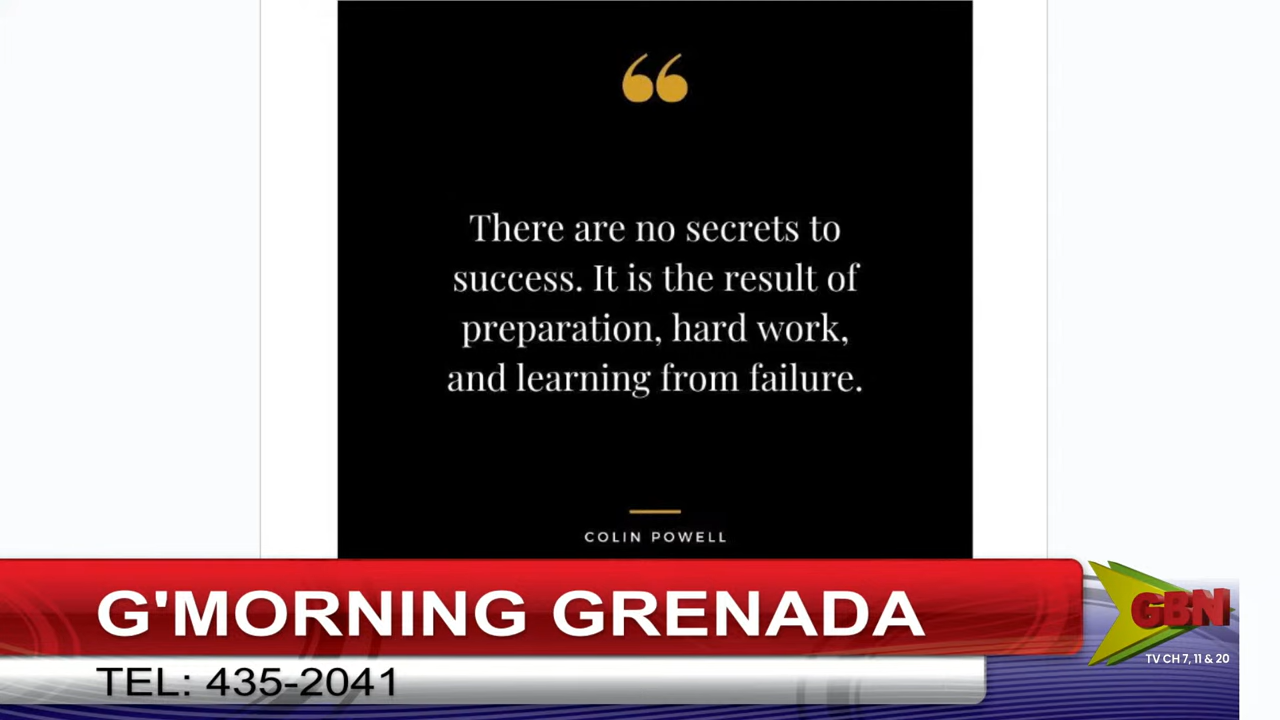 “
There are no secrets to
success. It is the result of
preparation, hard work,
and learning from failure.
COLIN POWELL
G'MORNING GRENADA
TEL: 435-2041
GBN
TV CH 7, 11 & 20